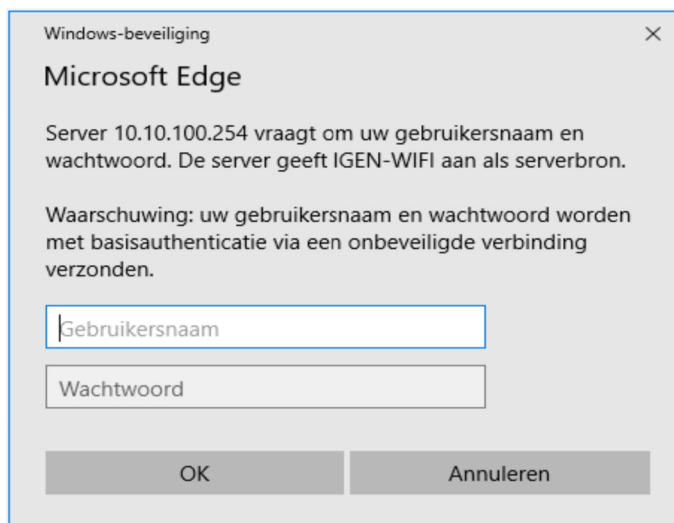 Windows-beveiliging
Microsoft Edge
Server 10.10.100.254 vraagt om uw gebruikersnaam en
wachtwoord. De server geeft IGEN-WIFI aan als serverbron.
Waarschuwing: uw gebruikersnaam en wachtwoord worden
met basisauthenticatie via een onbeveiligde verbinding
verzonden.
Gebruikersnaam
Wachtwoord
OK
Annuleren